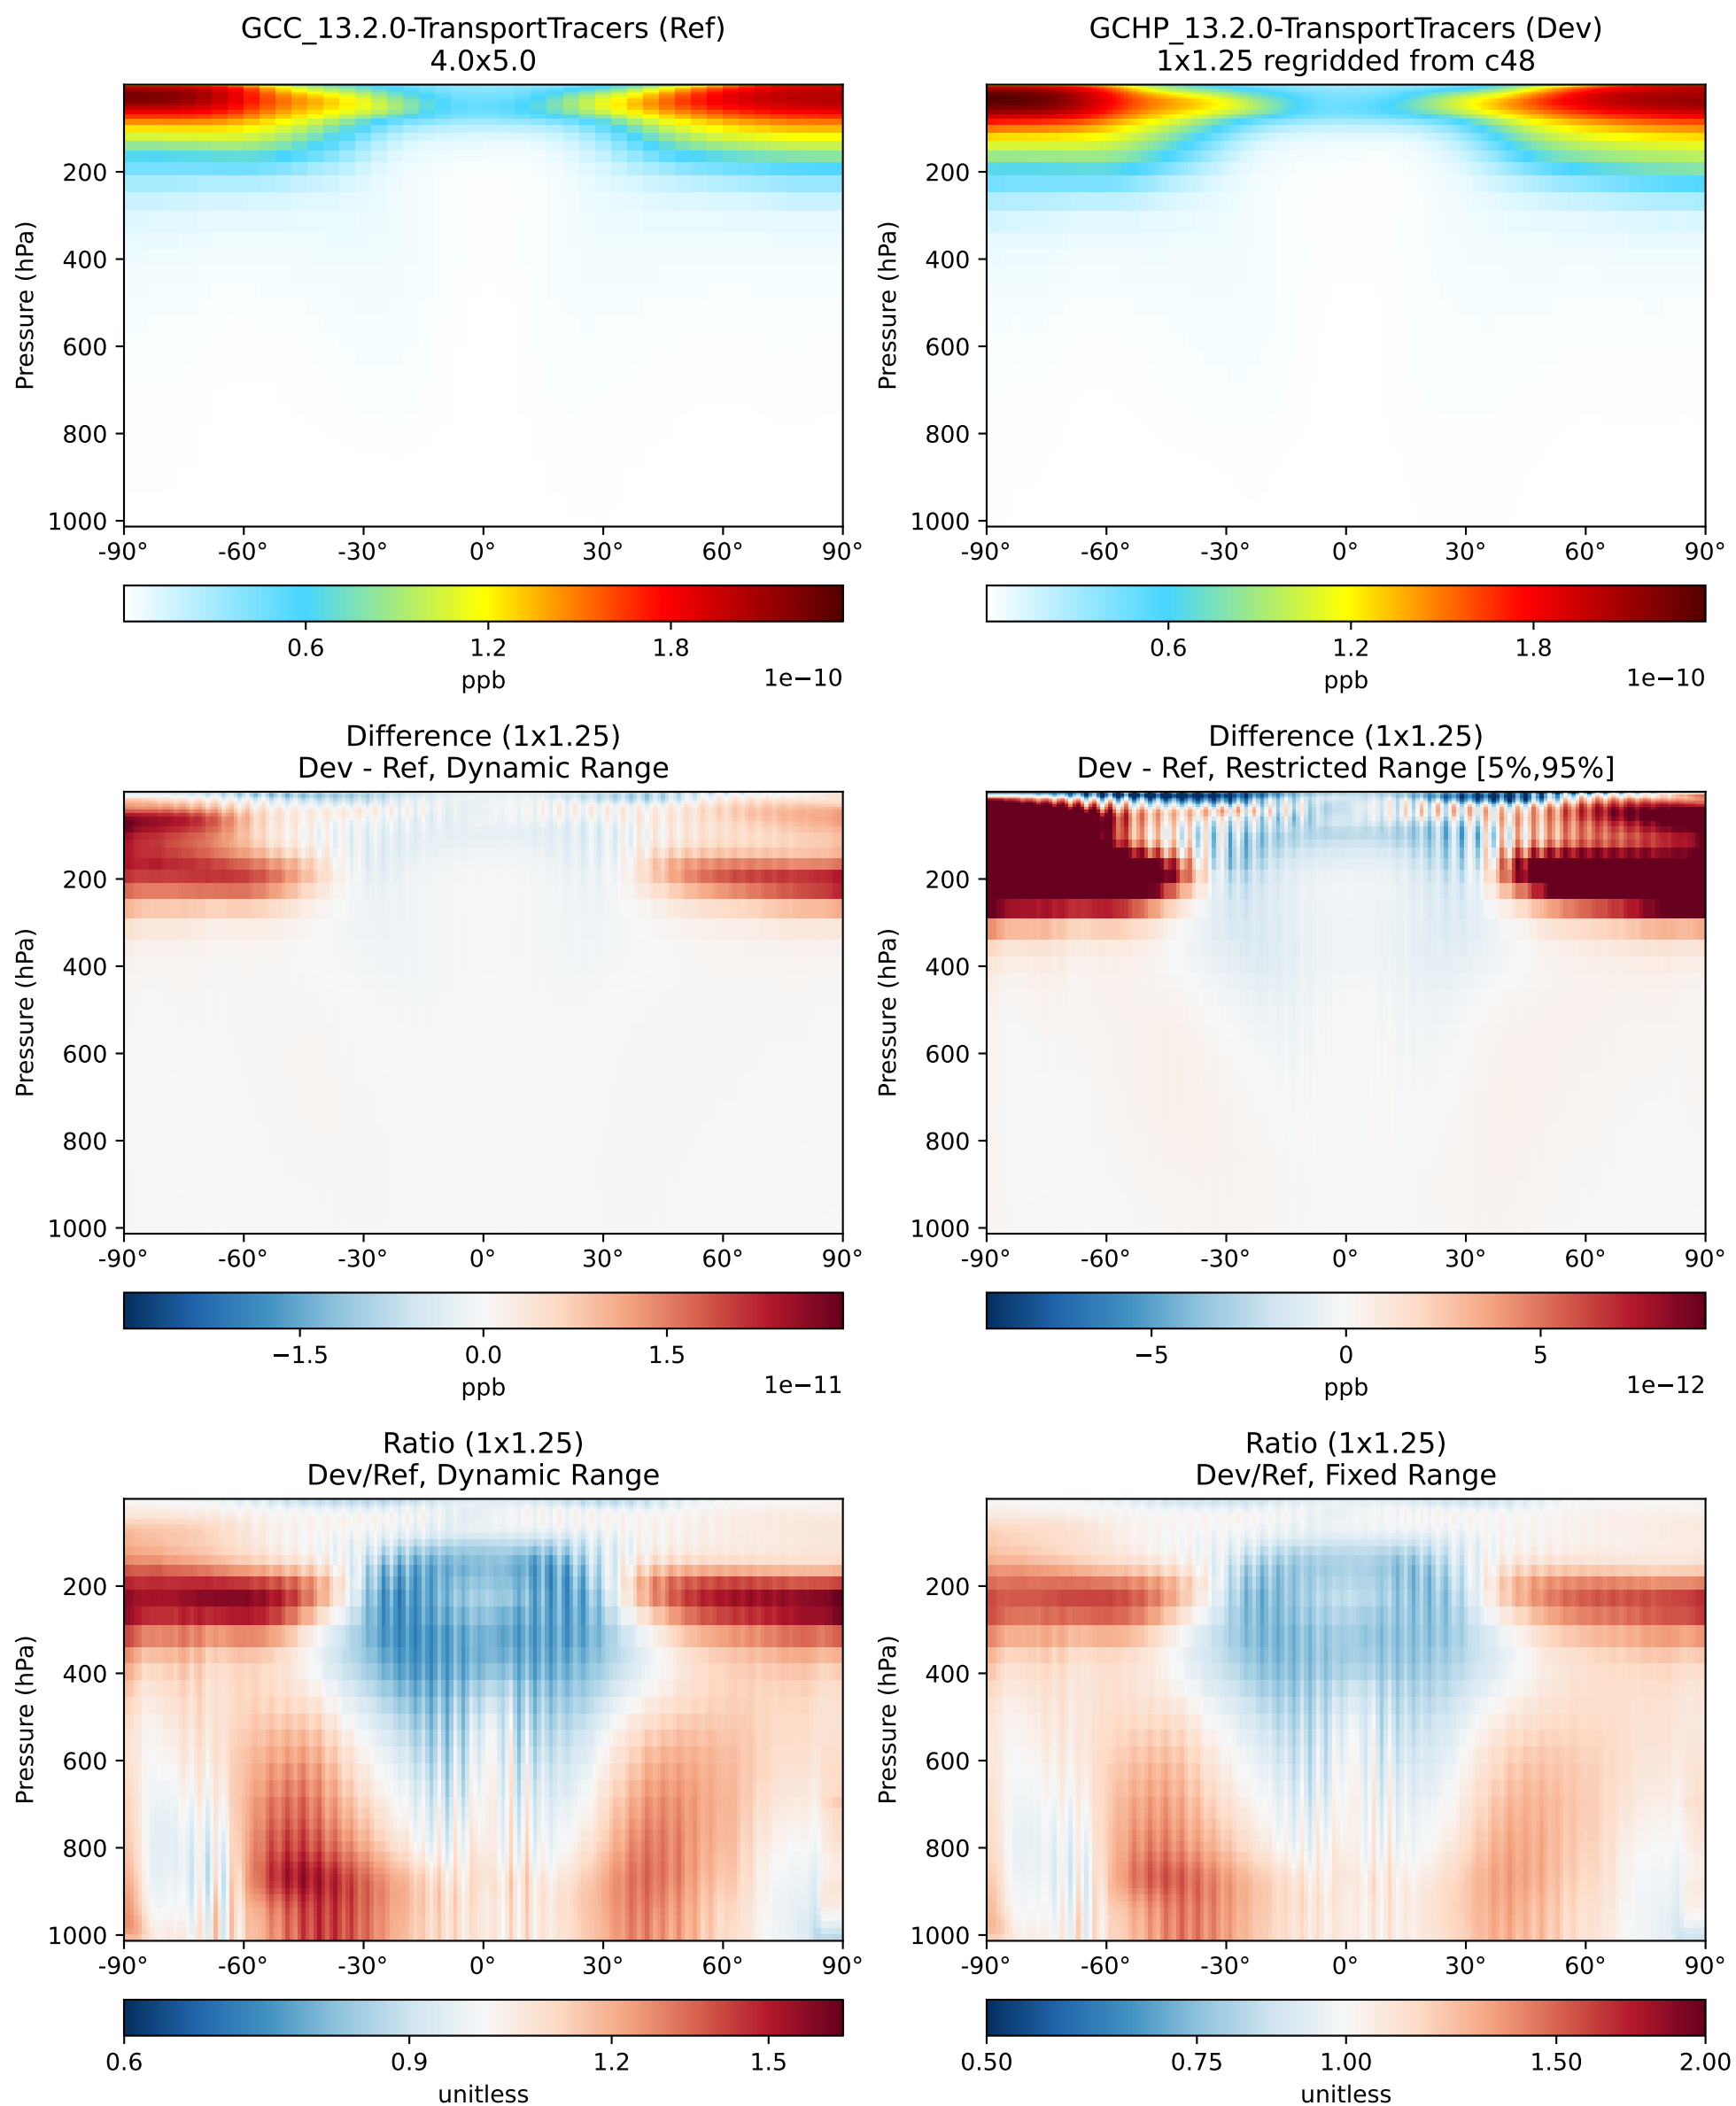 GCC_13.2.0-TransportTracers (Ref)
4.0x5.0
Pressure (hPa)
200
400
600
800
1000
-90° -60° -30° 0° 30° 60° 90°
0.6 1.2 1.8
ppb
1e−10
GCHP_13.2.0-TransportTracers (Dev)
1x1.25 regridded from c48
Pressure (hPa)
200
400
600
800
1000
-90° -60° -30° 0° 30° 60° 90°
0.6 1.2 1.8
ppb
1e−10
Difference (1x1.25)
Dev - Ref, Dynamic Range
Pressure (hPa)
200
400
600
800
1000
-90° -60° -30° 0° 30° 60° 90°
−1.5 0.0 1.5
ppb
1e−11
Difference (1x1.25)
Dev - Ref, Restricted Range [5%,95%]
Pressure (hPa)
200
400
600
800
1000
-90° -60° -30° 0° 30° 60° 90°
−5 0 5
ppb
1e−12
Ratio (1x1.25)
Dev/Ref, Dynamic Range
Pressure (hPa)
200
400
600
800
1000
-90° -60° -30° 0° 30° 60° 90°
0.6 0.9 1.2 1.5
unitless
Ratio (1x1.25)
Dev/Ref, Fixed Range
Pressure (hPa)
200
400
600
800
1000
-90° -60° -30° 0° 30° 60° 90°
0.50 0.75 1.00 1.50 2.00
unitless